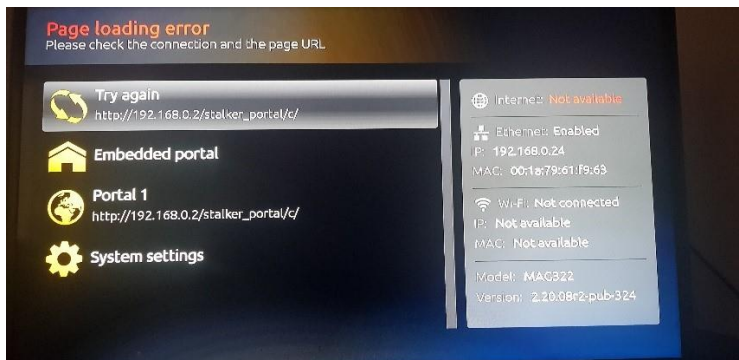 Page loading error
Please check the connection and the page URL
Try again
http://192.168.0.2/stalker_portal/c/
Embedded portal
Portal 1
http://192.168.0.2/stalker_portal/c/
System settings
Internet: Not available
Ethernet: Enabled
IP: 192.168.0.24
MAC: 00:1a:79:61:f9:63
Wi-Fi: Not connected
IP: Not available
MAC: Not available
Model: MAG322
Version: 2.20.08r2-pub-324